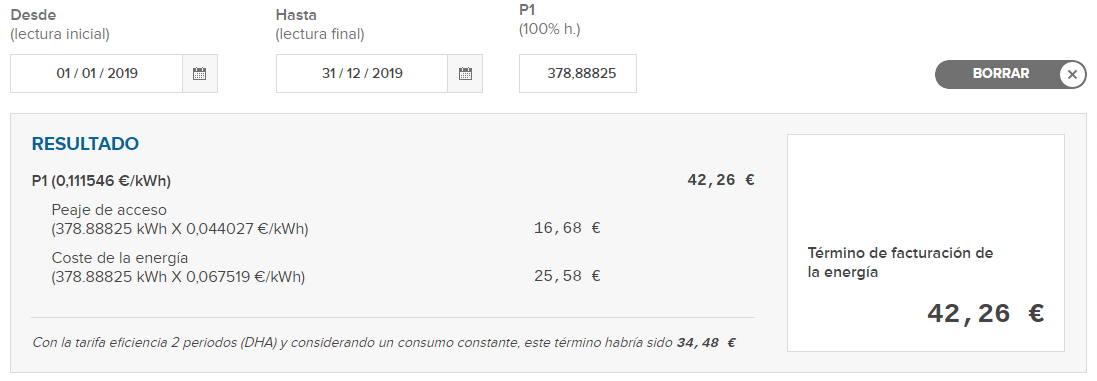 Desde
(lectura inicial)
Hasta
(lectura final)
P1
(100% h.)
01 / 01 / 2019
31 / 12 / 2019
378,88825
BORRAR
RESULTADO
P1 (0,111546 €/kWh)
42,26 €
Peaje de acceso
(378.88825 kWh X 0,044027 €/kWh)
16,68 €
Coste de la energía
(378.88825 kWh X 0,067519 €/kWh)
25,58 €
Con la tarifa eficiencia 2 periodos (DHA) y considerando un consumo constante, este término habría sido 34,48 €
Término de facturación de
la energía
42,26 €